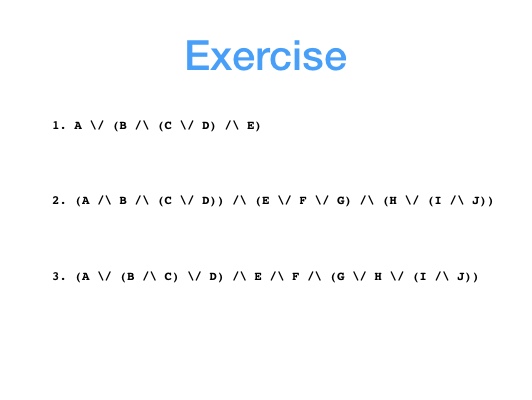 Exercise
1. A \/ (B /\ (C \/ D) /\ E)
2. (A /\ B /\ (C \/ D)) /\ (E \/ F \/ G) /\ (H \/ (I /\ J))
3. (A \/ (B /\ C) \/ D) /\ E /\ F /\ (G \/ H \/ (I /\ J))